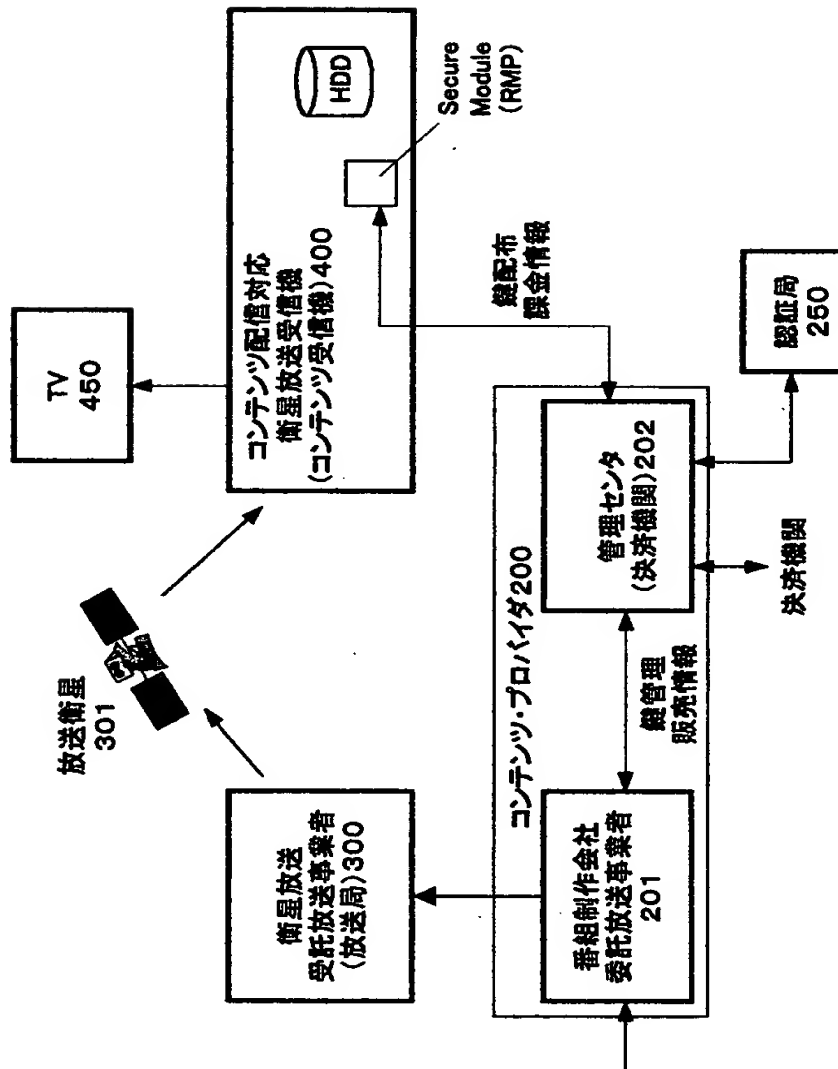 放送衛星
301
TV
450
衛星放送
受託放送事業者
(放送局)300
コンテンツ配信対応
衛星放送受信機
(コンテンツ受信機)400
HDD
Secure
Module
(RMP)
鍵配布
課金情報
コンテンツ・プロバイダ200
番組制作会社
委託放送事業者
201
鍵管理
販売情報
管理センタ
(決済機関)202
決済機関
認証局
250